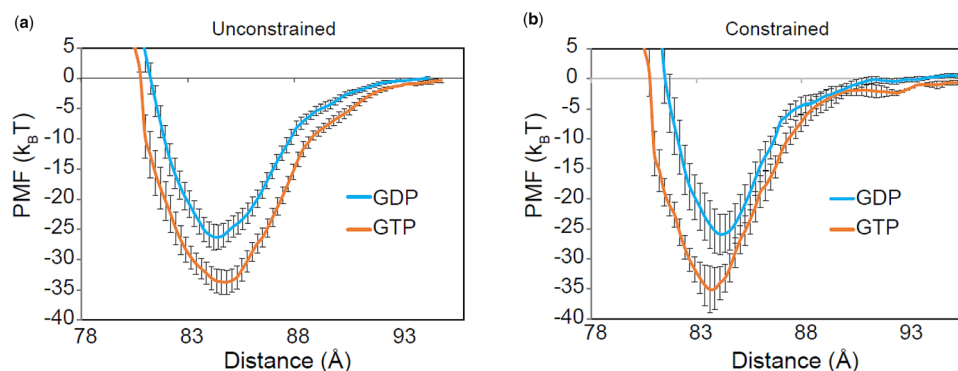 (a)
Unconstrained
5
0
-5
-10
-15
-20
-25
-30
-35
-40
PMF (kBT)
GDP
GTP
78 83 88 93
Distance (Å)
(b)
Constrained
5
0
-5
-10
-15
-20
-25
-30
-35
-40
PMF (kBT)
GDP
GTP
78 83 88 93
Distance (Å)